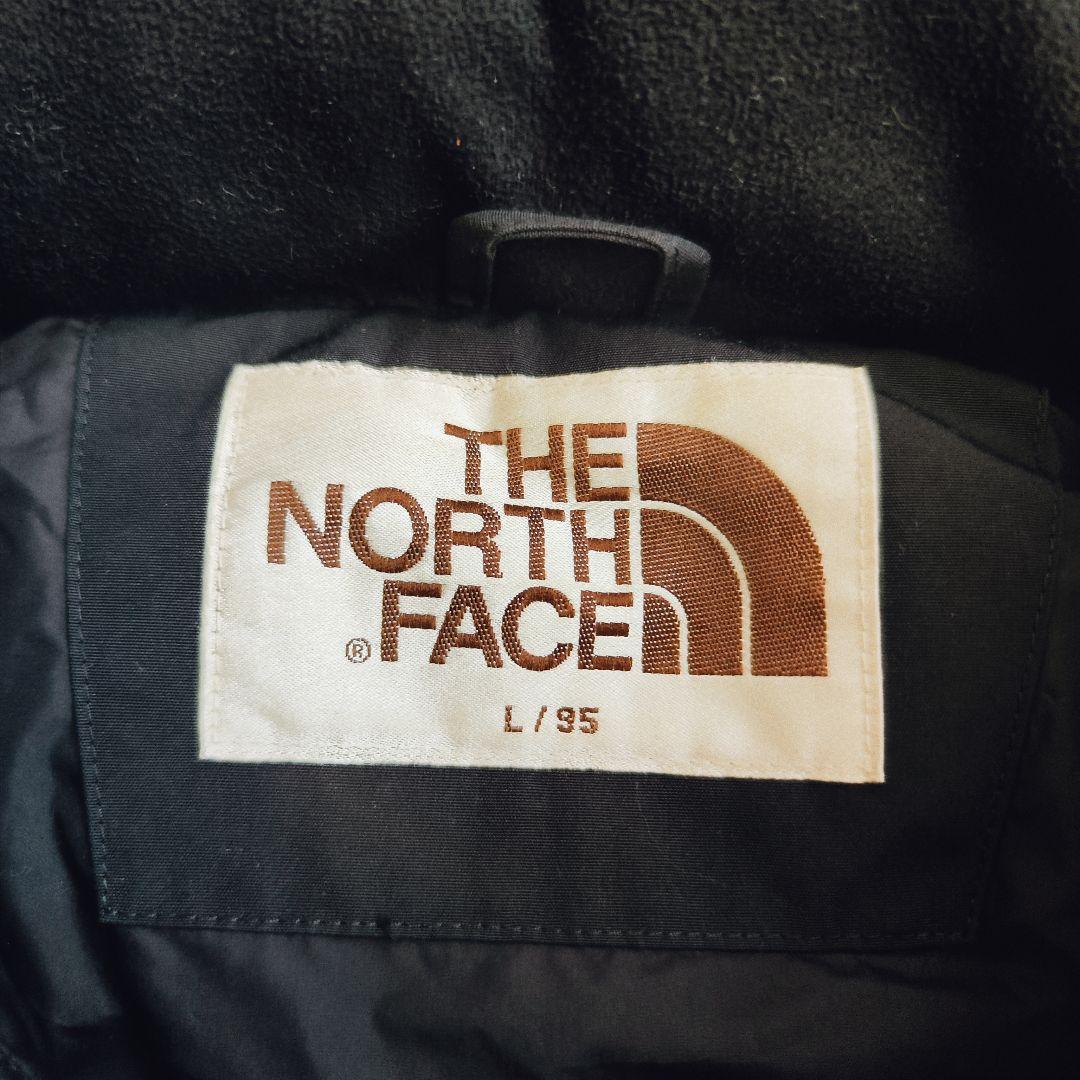 THE
NORTH
® FACE
L / 95